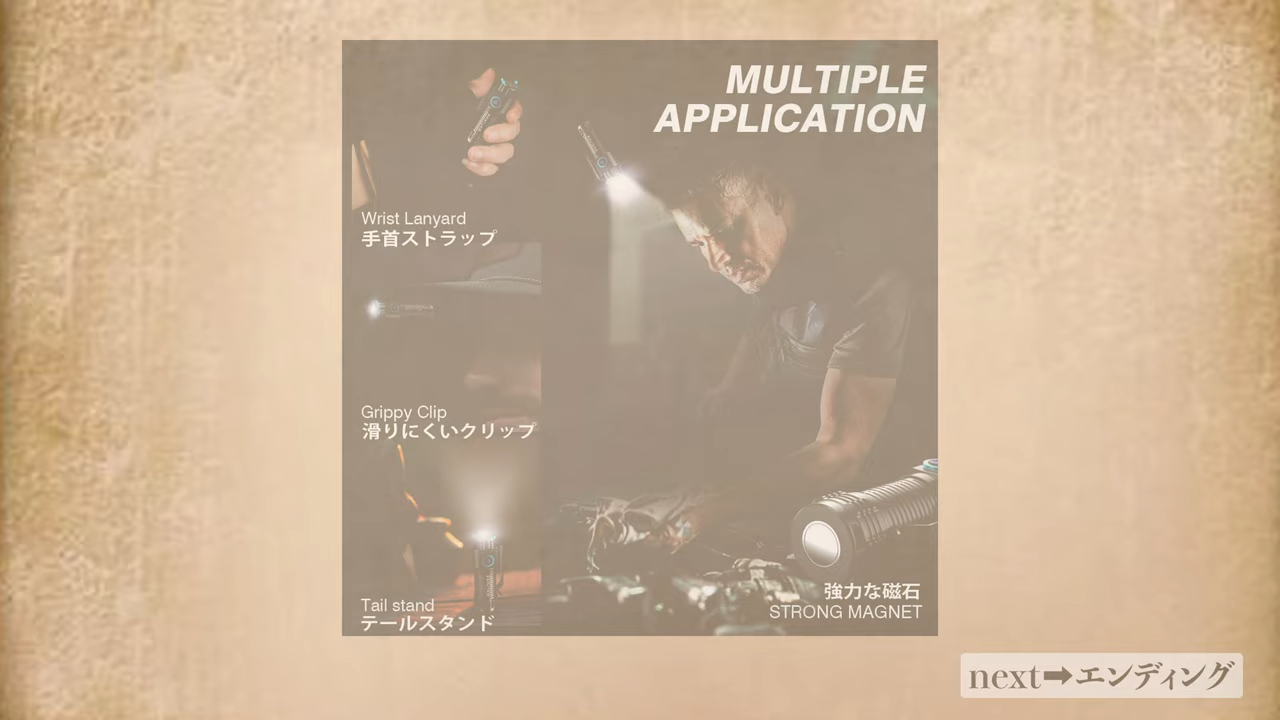 MULTIPLE
APPLICATION
Wrist Lanyard
手首ストラップ
Grippy Clip
滑りにくいクリップ
Tail stand
テールスタンド
強力な磁石
STRONG MAGNET
next➡エンディング